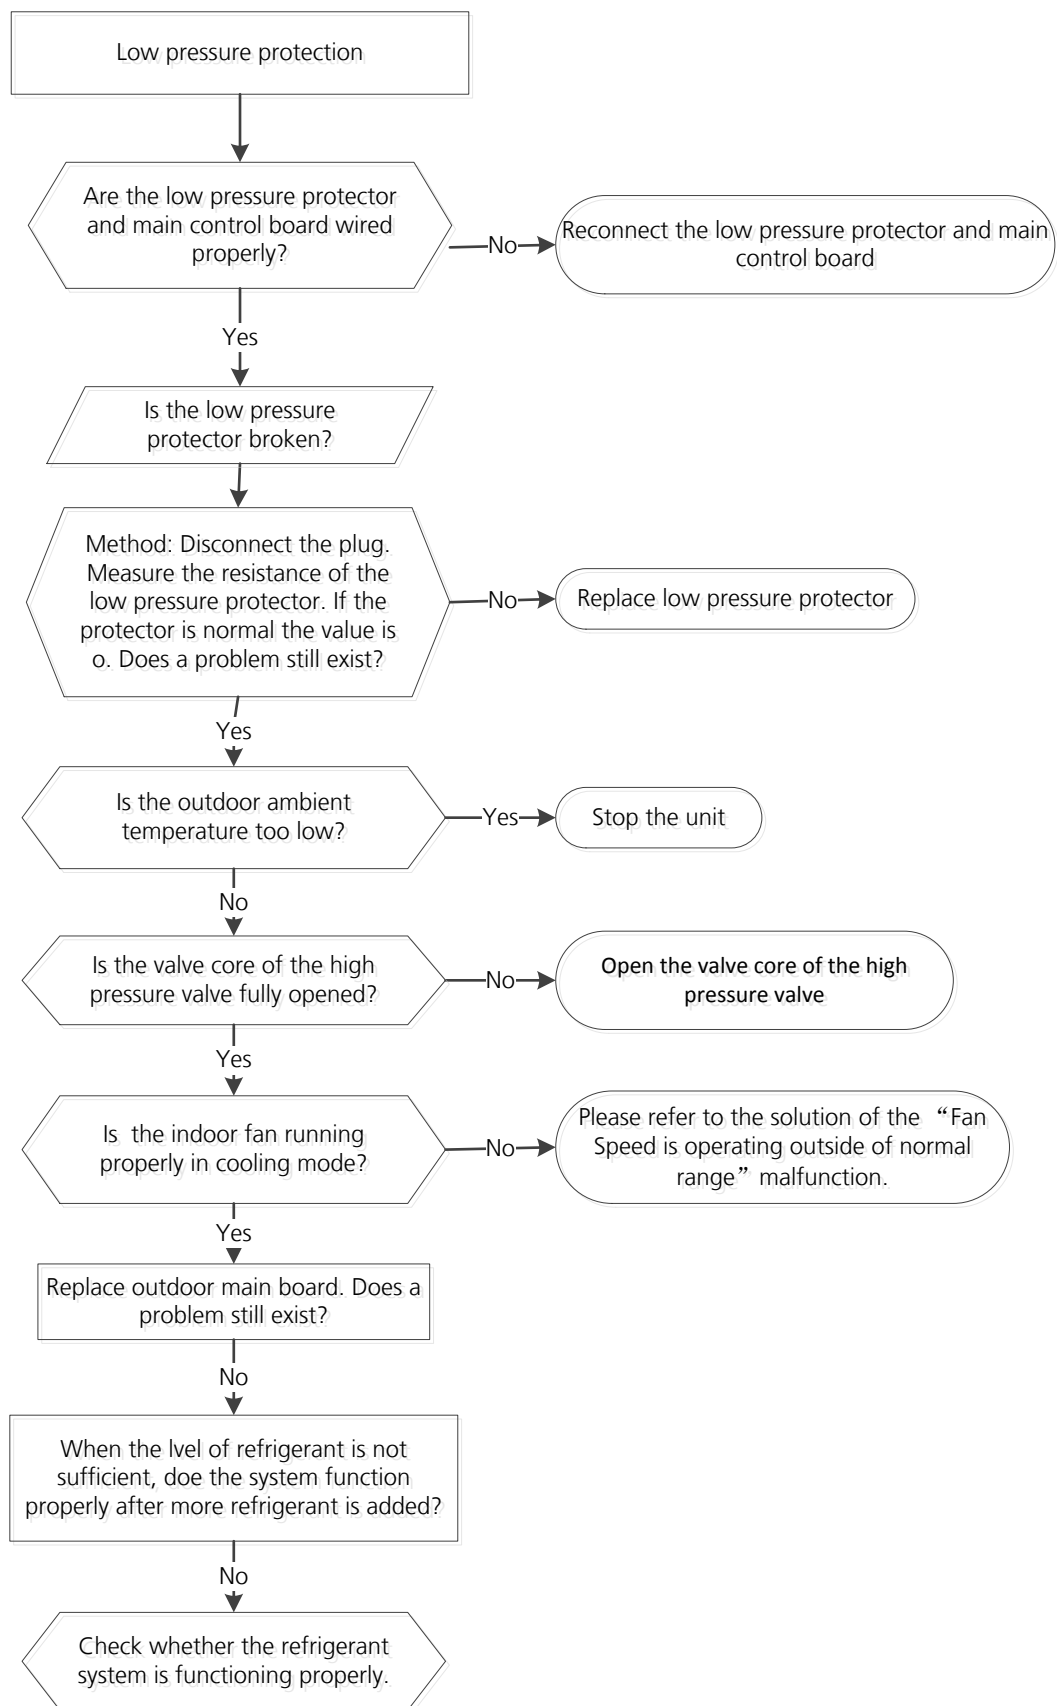 Low pressure protection
Are the low pressure protector
and main control board wired
properly?
No
Reconnect the low pressure protector and main
control board
Yes
Is the low pressure
protector broken?
Method: Disconnect the plug.
Measure the resistance of the
low pressure protector. If the
protector is normal the value is
o. Does a problem still exist?
No
Replace low pressure protector
Yes
Is the outdoor ambient
temperature too low?
Yes
Stop the unit
No
Is the valve core of the high
pressure valve fully opened?
No
Open the valve core of the high
pressure valve
Yes
Is the indoor fan running
properly in cooling mode?
No
Please refer to the solution of the “Fan
Speed is operating outside of normal
range” malfunction.
Yes
Replace outdoor main board. Does a
problem still exist?
No
When the lvel of refrigerant is not
sufficient, doe the system function
properly after more refrigerant is added?
No
Check whether the refrigerant
system is functioning properly.